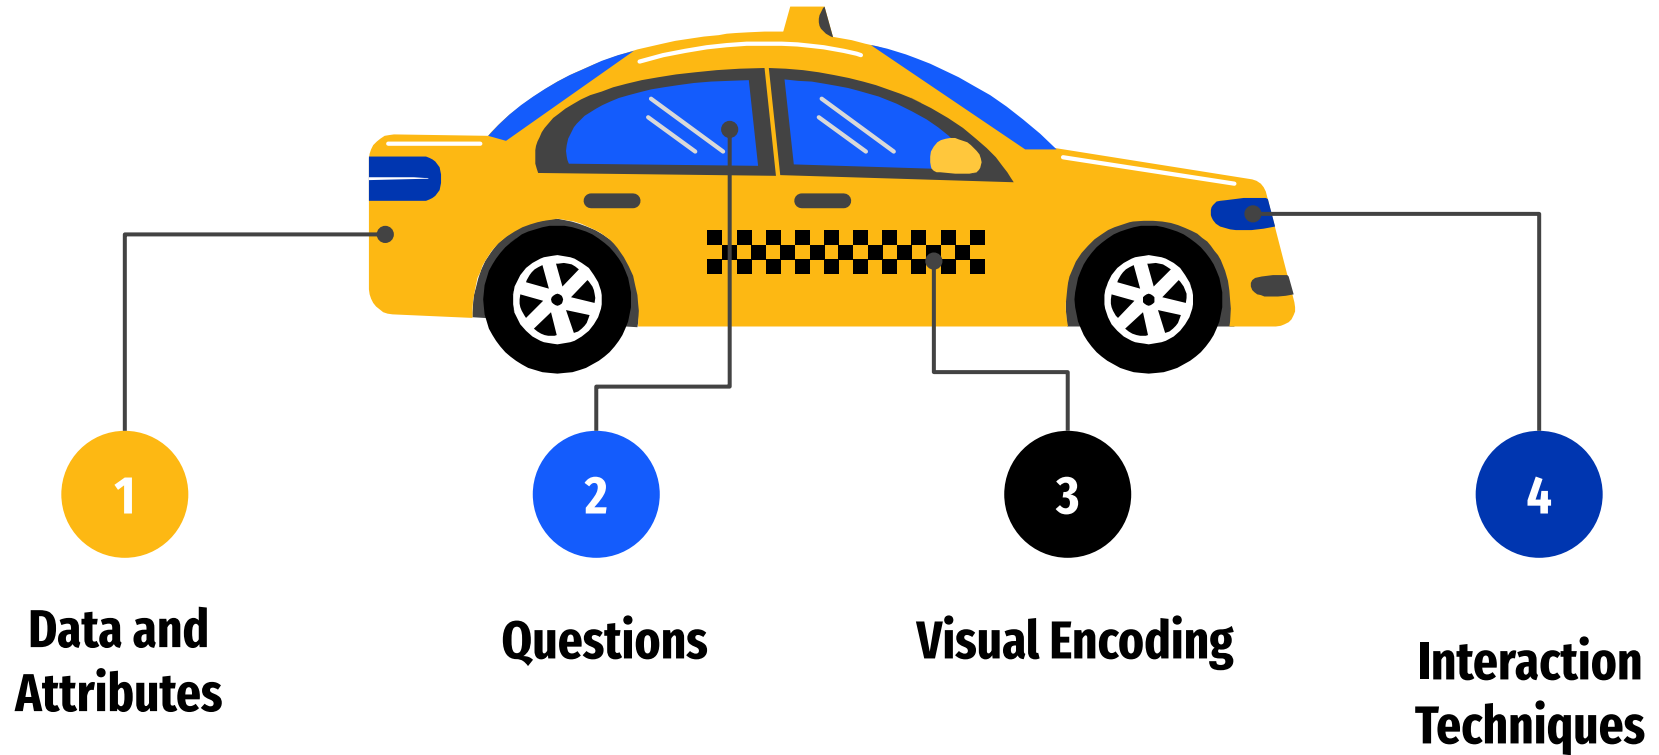 1
2
3
4
Data and
Attributes
Questions
Visual Encoding
Interaction
Techniques